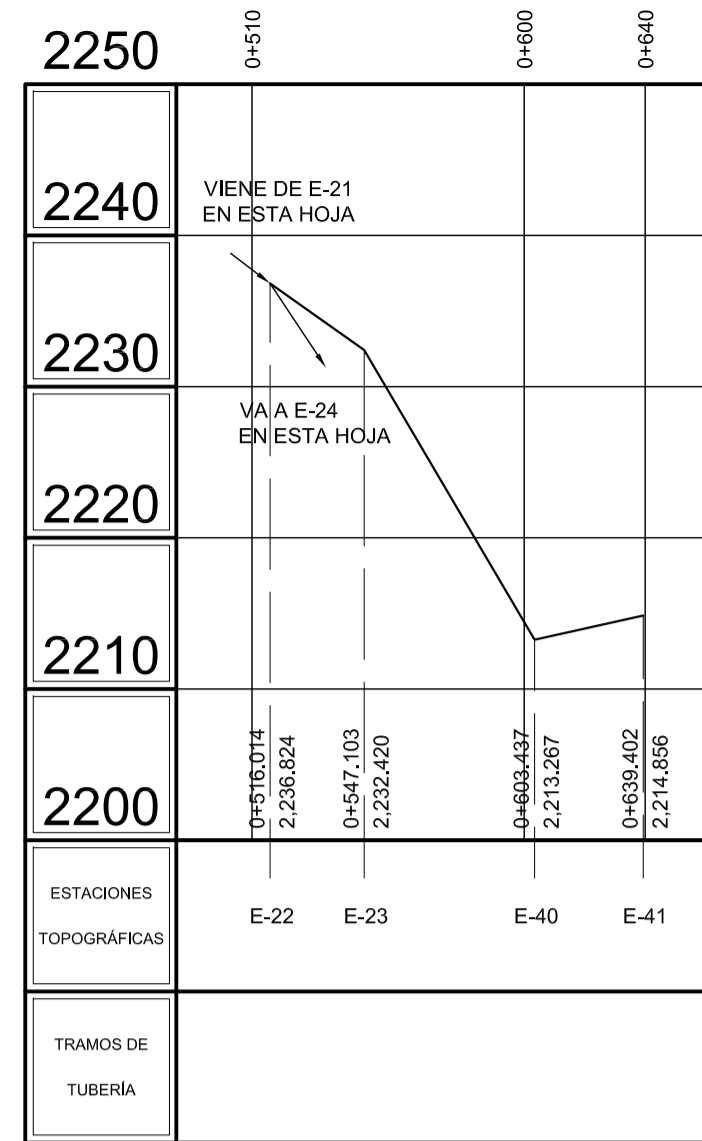 2250
0+510
0+600
0+640
2240
VIENE DE E-21
EN ESTA HOJA
2230
VA A E-24
EN ESTA HOJA
2220
2210
2200
0+516.014
2,236.824
0+547.103
2,232.420
0+603.437
2,213.267
0+639.402
2,214.856
ESTACIONES
TOPOGRÁFICAS
E-22
E-23
E-40
E-41
TRAMOS DE
TUBERÍA